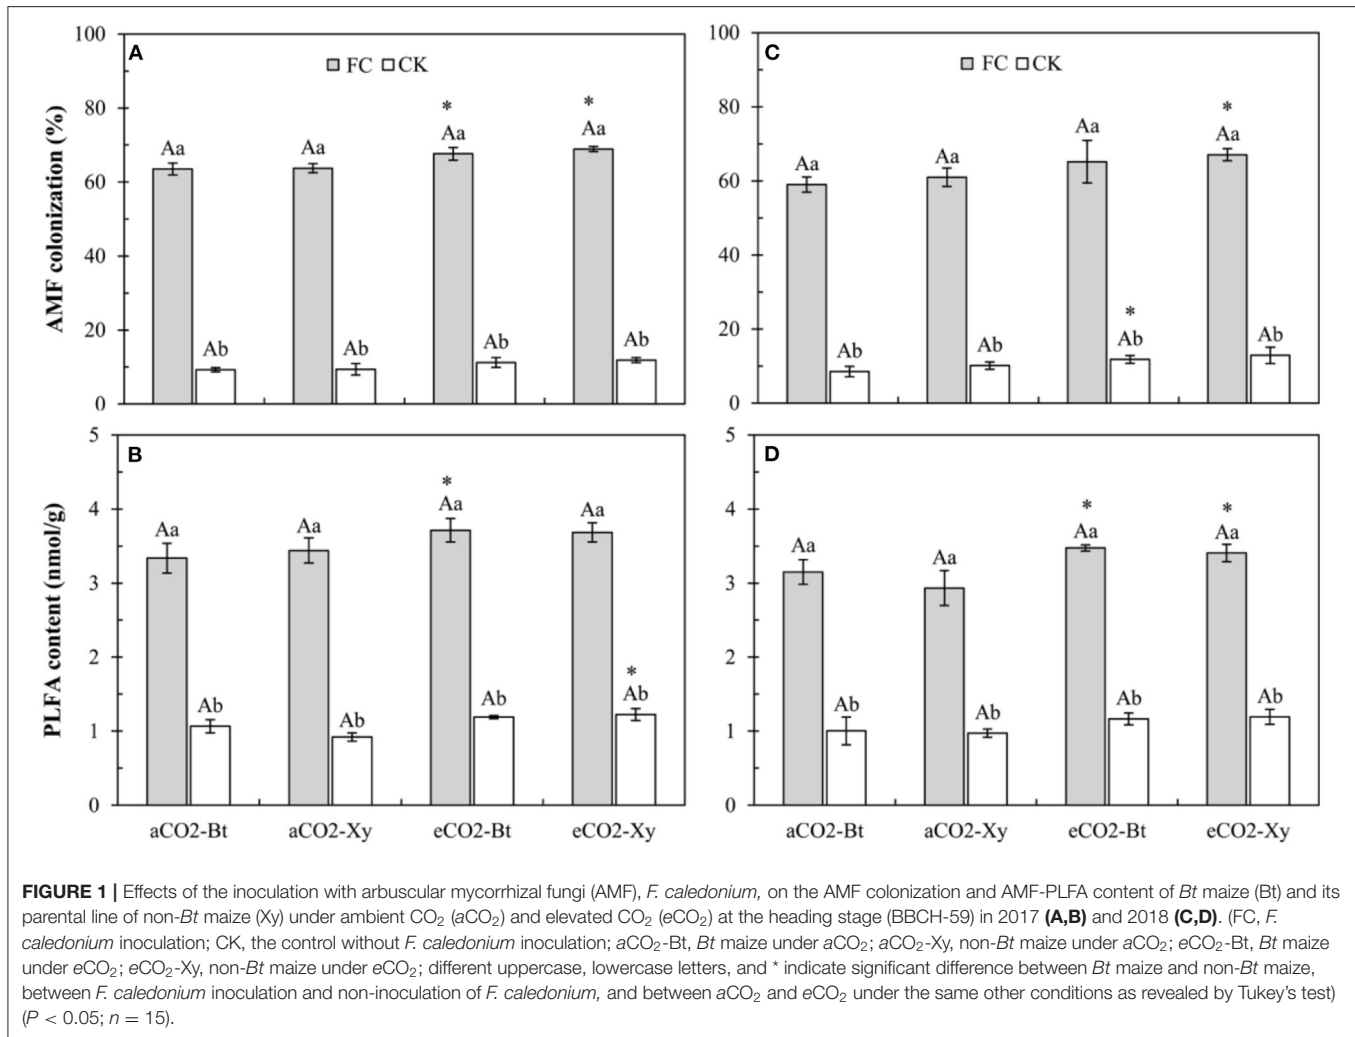 A
FC CK
AMF colonization (%)
100
80
60
40
20
0
Aa
Aa
*
Aa
*
Aa
Ab
Ab
Ab
Ab
C
FC CK
100
80
60
40
20
0
Aa
Aa
Aa
*
Aa
Ab
Ab
*
Ab
Ab
B
PLFA content (nmol/g)
5
4
3
2
1
0
Aa
Aa
*
Aa
Aa
Ab
Ab
Ab
*
Ab
aCO2-Bt aCO2-Xy eCO2-Bt eCO2-Xy
D
5
4
3
2
1
0
Aa
Aa
*
Aa
*
Aa
Ab
Ab
Ab
Ab
aCO2-Bt aCO2-Xy eCO2-Bt eCO2-Xy
FIGURE 1 | Effects of the inoculation with arbuscular mycorrhizal fungi (AMF), F. caledonium, on the AMF colonization and AMF-PLFA content of Bt maize (Bt) and its
parental line of non-Bt maize (Xy) under ambient CO₂ (aCO₂) and elevated CO₂ (eCO₂) at the heading stage (BBCH-59) in 2017 (A,B) and 2018 (C,D). (FC, F.
caledonium inoculation; CK, the control without F. caledonium inoculation; aCO₂-Bt, Bt maize under aCO₂; aCO₂-Xy, non-Bt maize under aCO₂; eCO₂-Bt, Bt maize
under eCO₂; eCO₂-Xy, non-Bt maize under eCO₂; different uppercase, lowercase letters, and * indicate significant difference between Bt maize and non-Bt maize,
between F. caledonium inoculation and non-inoculation of F. caledonium, and between aCO₂ and eCO₂ under the same other conditions as revealed by Tukey's test)
(P < 0.05; n = 15).